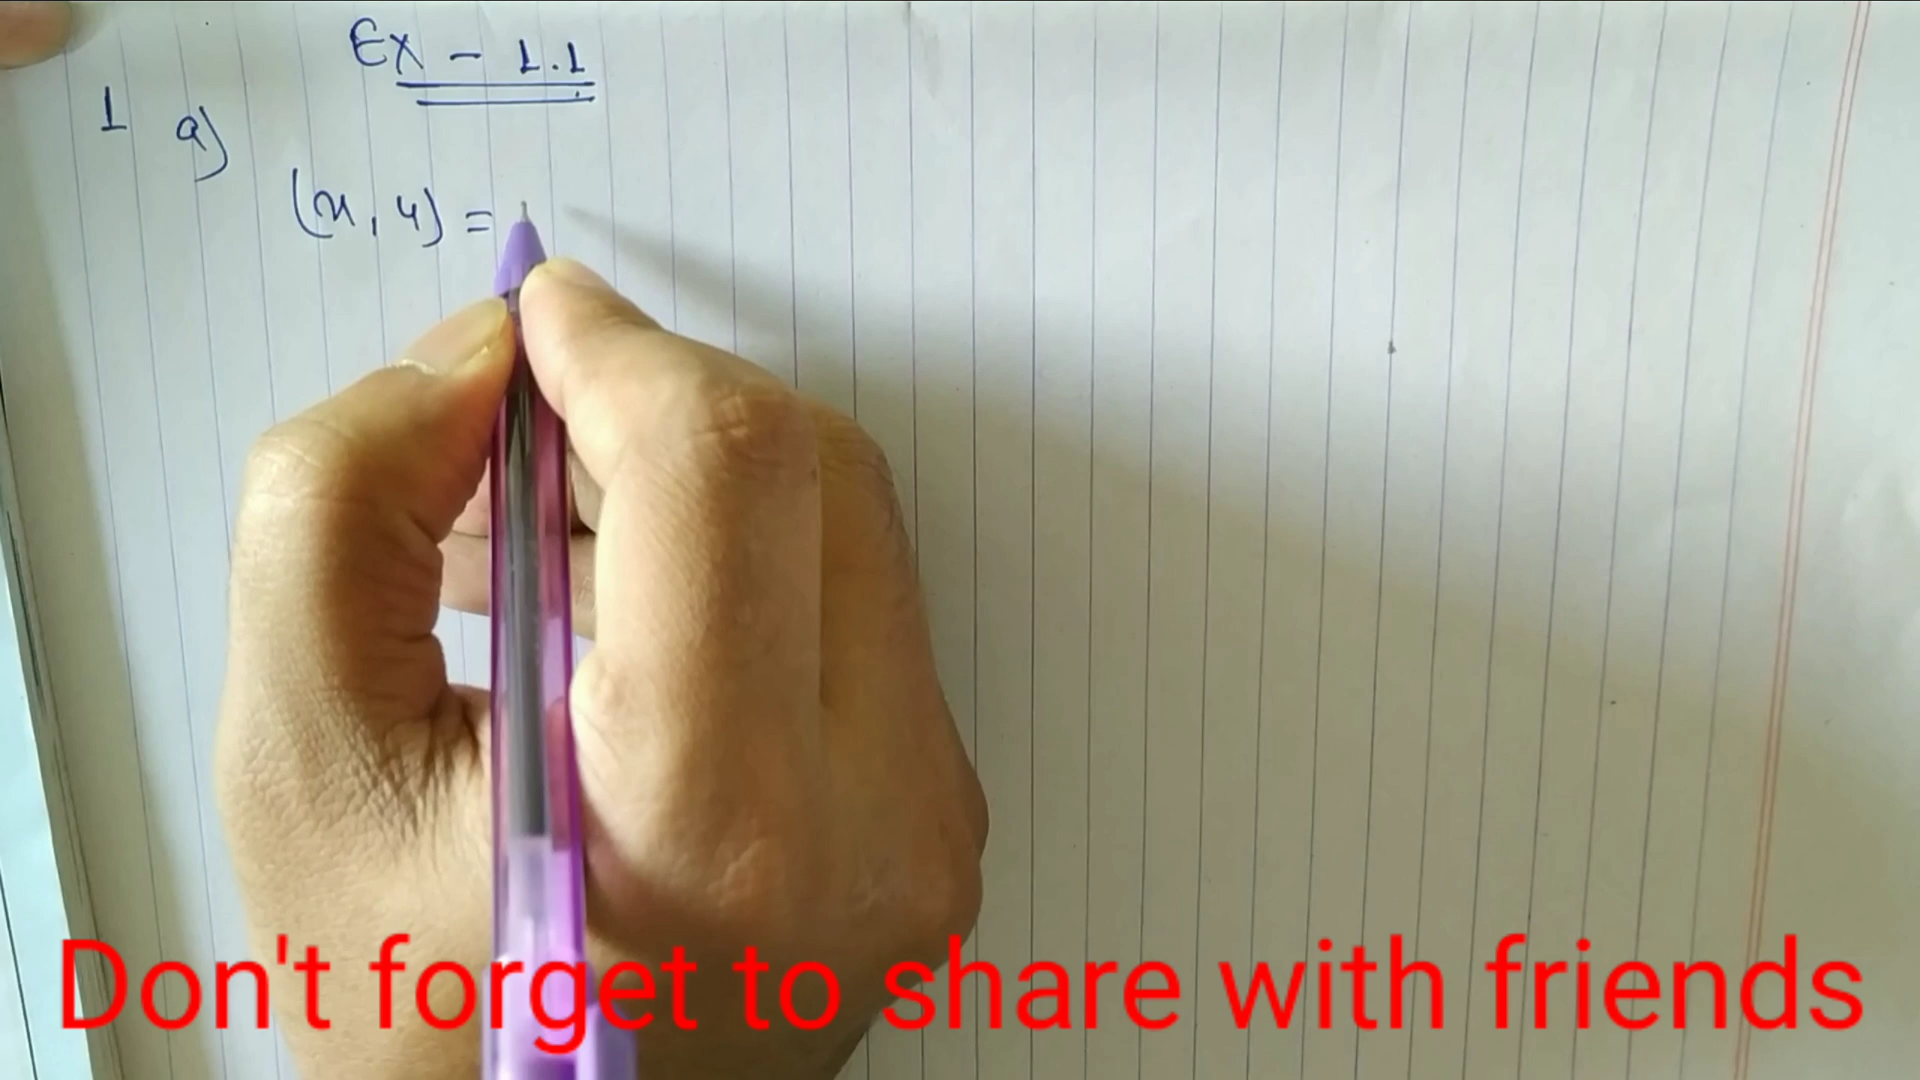 Ex - 1.1
1 a)
(x, 4) =
Don't forget to share with friends